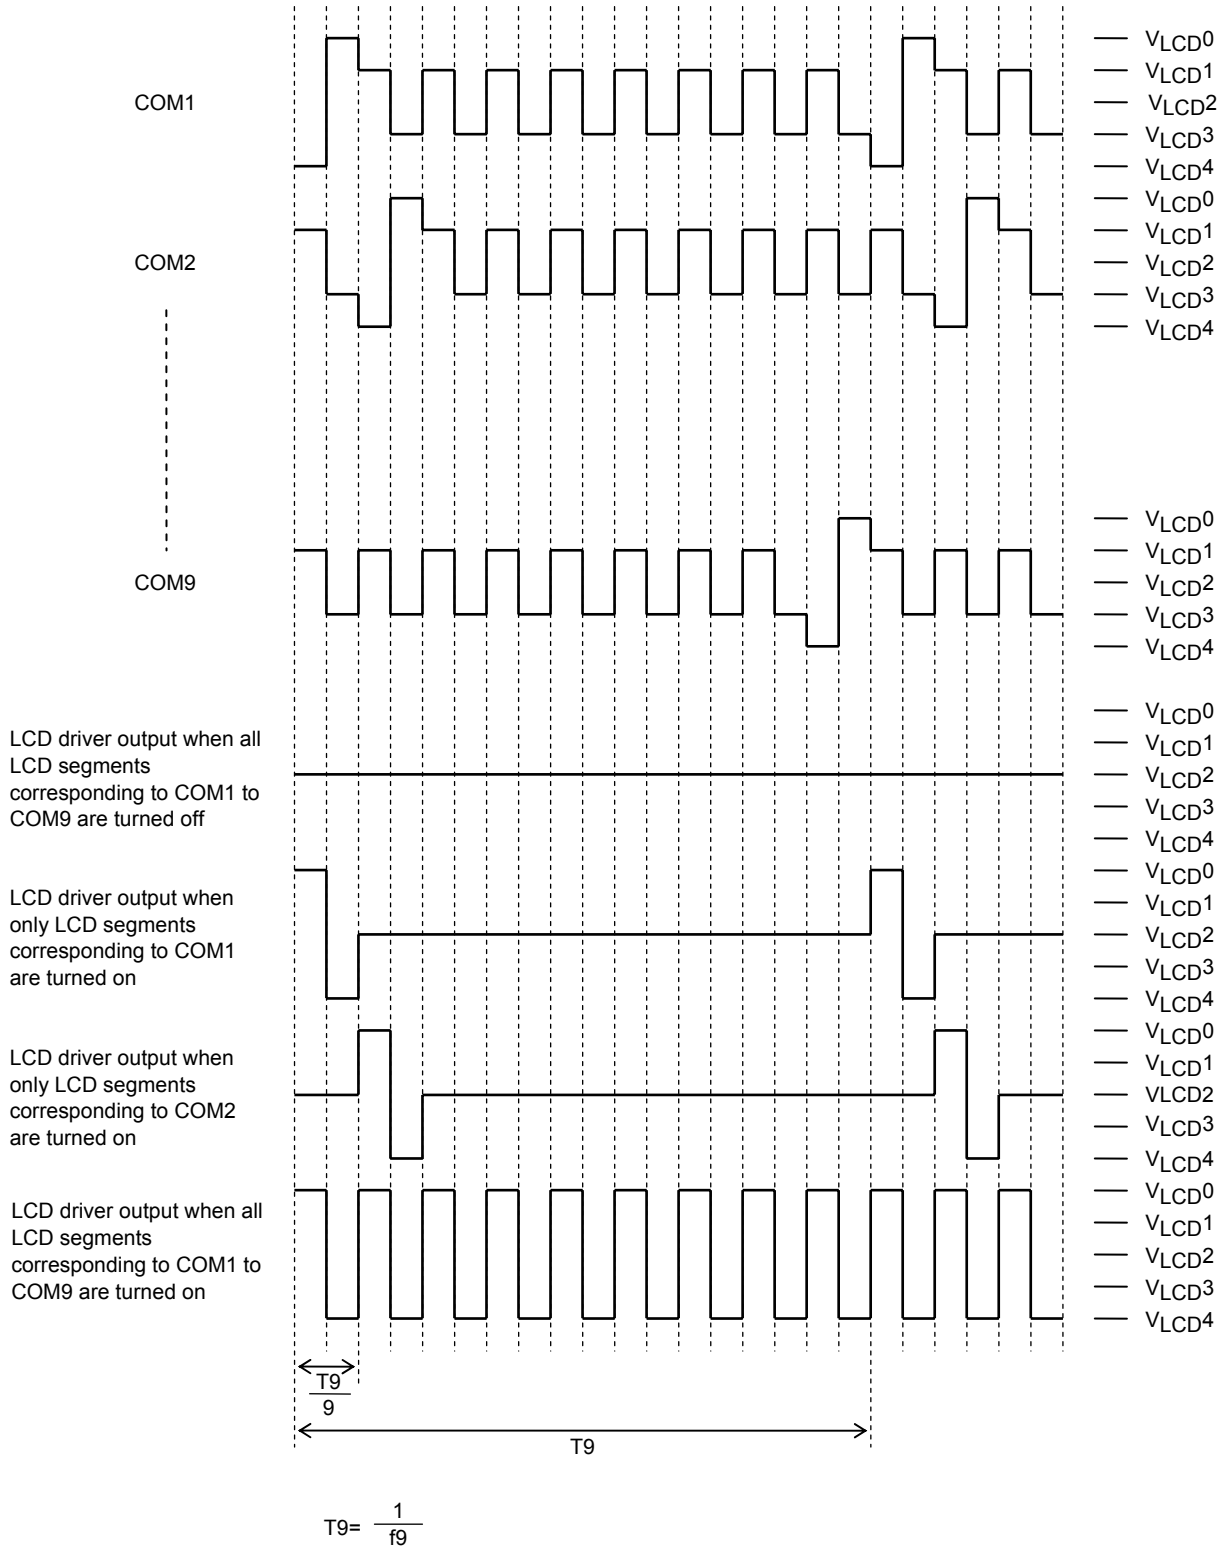 VLCD0
VLCD1
COM1
VLCD2
VLCD3
VLCD4
VLCD0
VLCD1
COM2
VLCD2
VLCD3
VLCD4
VLCD0
VLCD1
COM9
VLCD2
VLCD3
VLCD4
LCD driver output when all
LCD segments
corresponding to COM1 to
COM9 are turned off
VLCD0
VLCD1
VLCD2
VLCD3
VLCD4
LCD driver output when
only LCD segments
corresponding to COM1
are turned on
VLCD0
VLCD1
VLCD2
VLCD3
VLCD4
LCD driver output when
only LCD segments
corresponding to COM2
are turned on
VLCD0
VLCD1
VLCD2
VLCD3
VLCD4
LCD driver output when all
LCD segments
corresponding to COM1 to
COM9 are turned on
VLCD0
VLCD1
VLCD2
VLCD3
VLCD4
T9
9
T9
T9= 1
f9